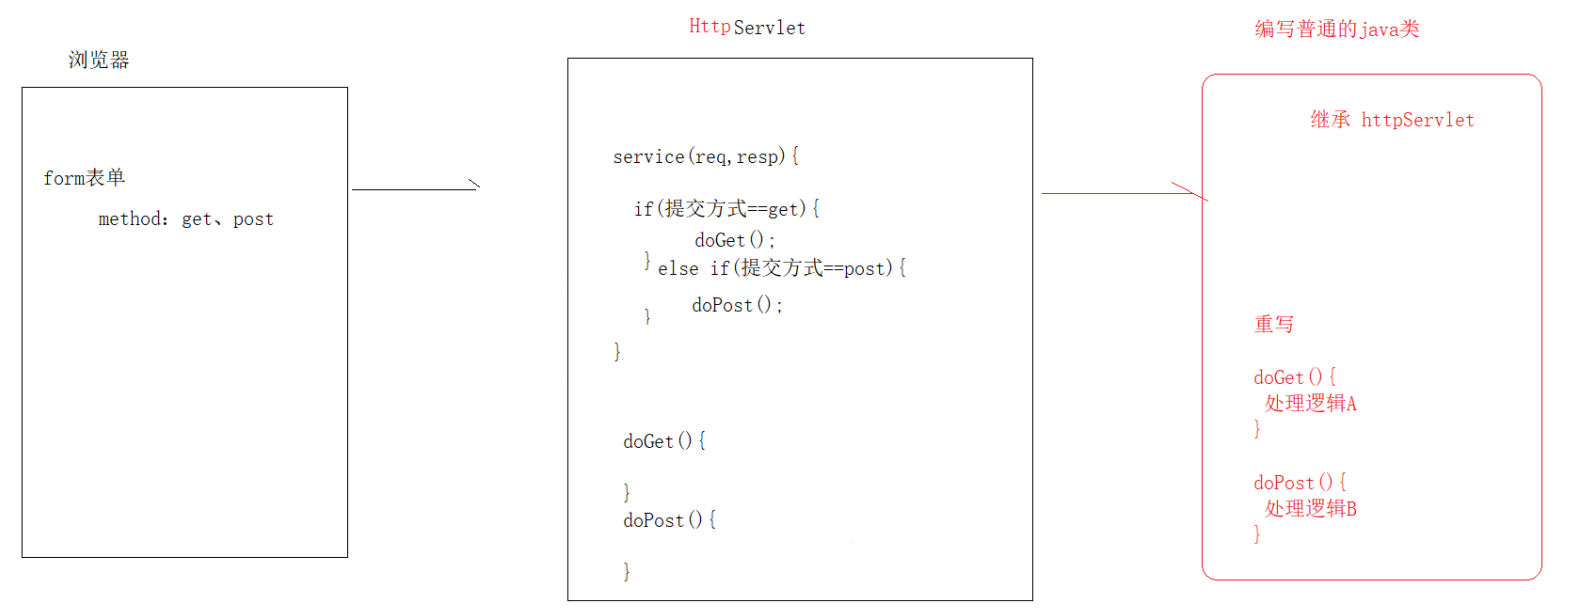 浏览器
form表单
method: get、post
HttpServlet
service(req,resp){
if(提交方式==get){
doGet();
}else if(提交方式==post){
doPost();
}
}
doGet(){
}
doPost(){
}
编写普通的java类
继承 httpServlet
重写
doGet(){
处理逻辑A
}
doPost(){
处理逻辑B
}